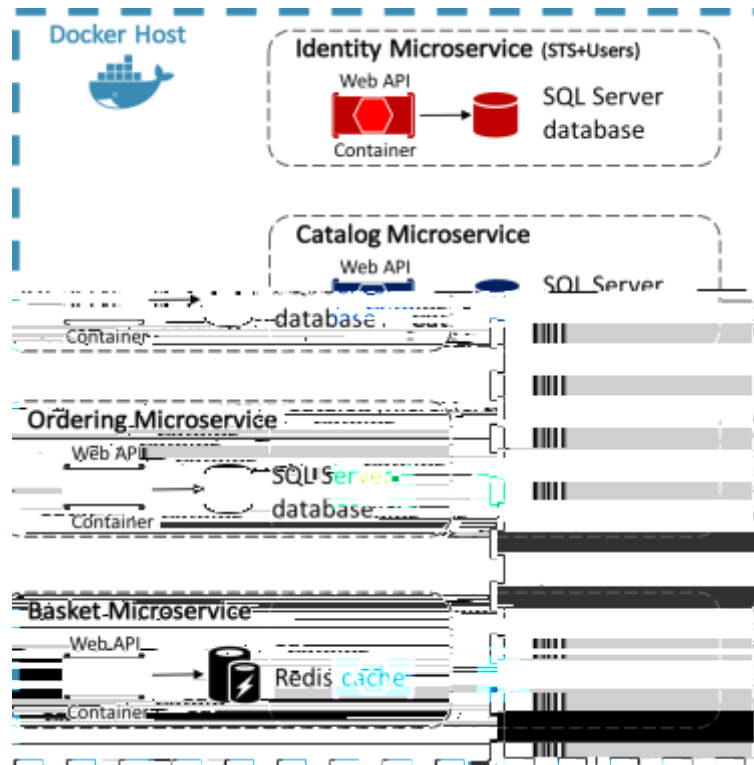 Docker Host
Identity Microservice (STS+Users)
Web API
SQL Server
database
Container
Catalog Microservice
Web API
SQL Server
database
Container
Ordering Microservice
Web API
SQL Server
database
Container
Basket Microservice
Web API
Redis cache
Container